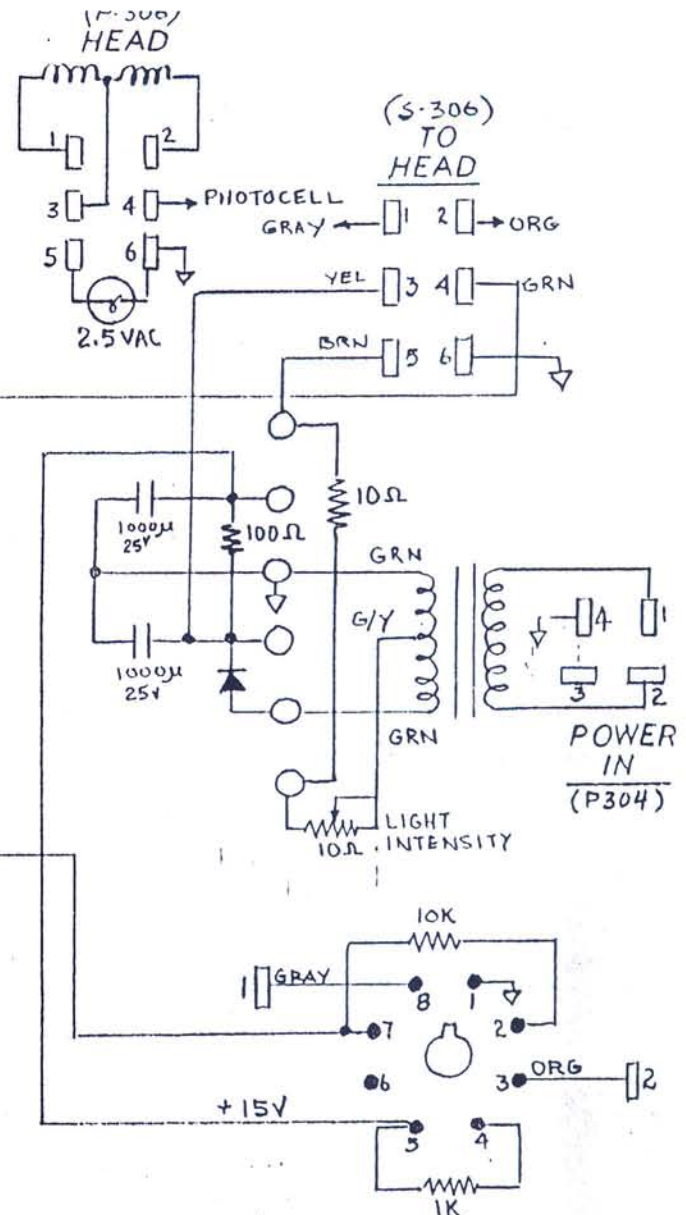 (P-306)
HEAD
1
2
3
4
PHOTOCELL
5
6
2.5 VAC
(S-306)
TO
HEAD
GRAY
1
2
ORG
YEL
3
4
GRN
BRN
5
6
10Ω
1000μ
25V
100Ω
GRN
G/Y
1000μ
25V
GRN
4
1
3
2
POWER
IN
(P304)
LIGHT
10Ω INTENSITY
10K
1
GRAY
8
1
7
2
6
3
ORG
2
+15V
5
4
1K